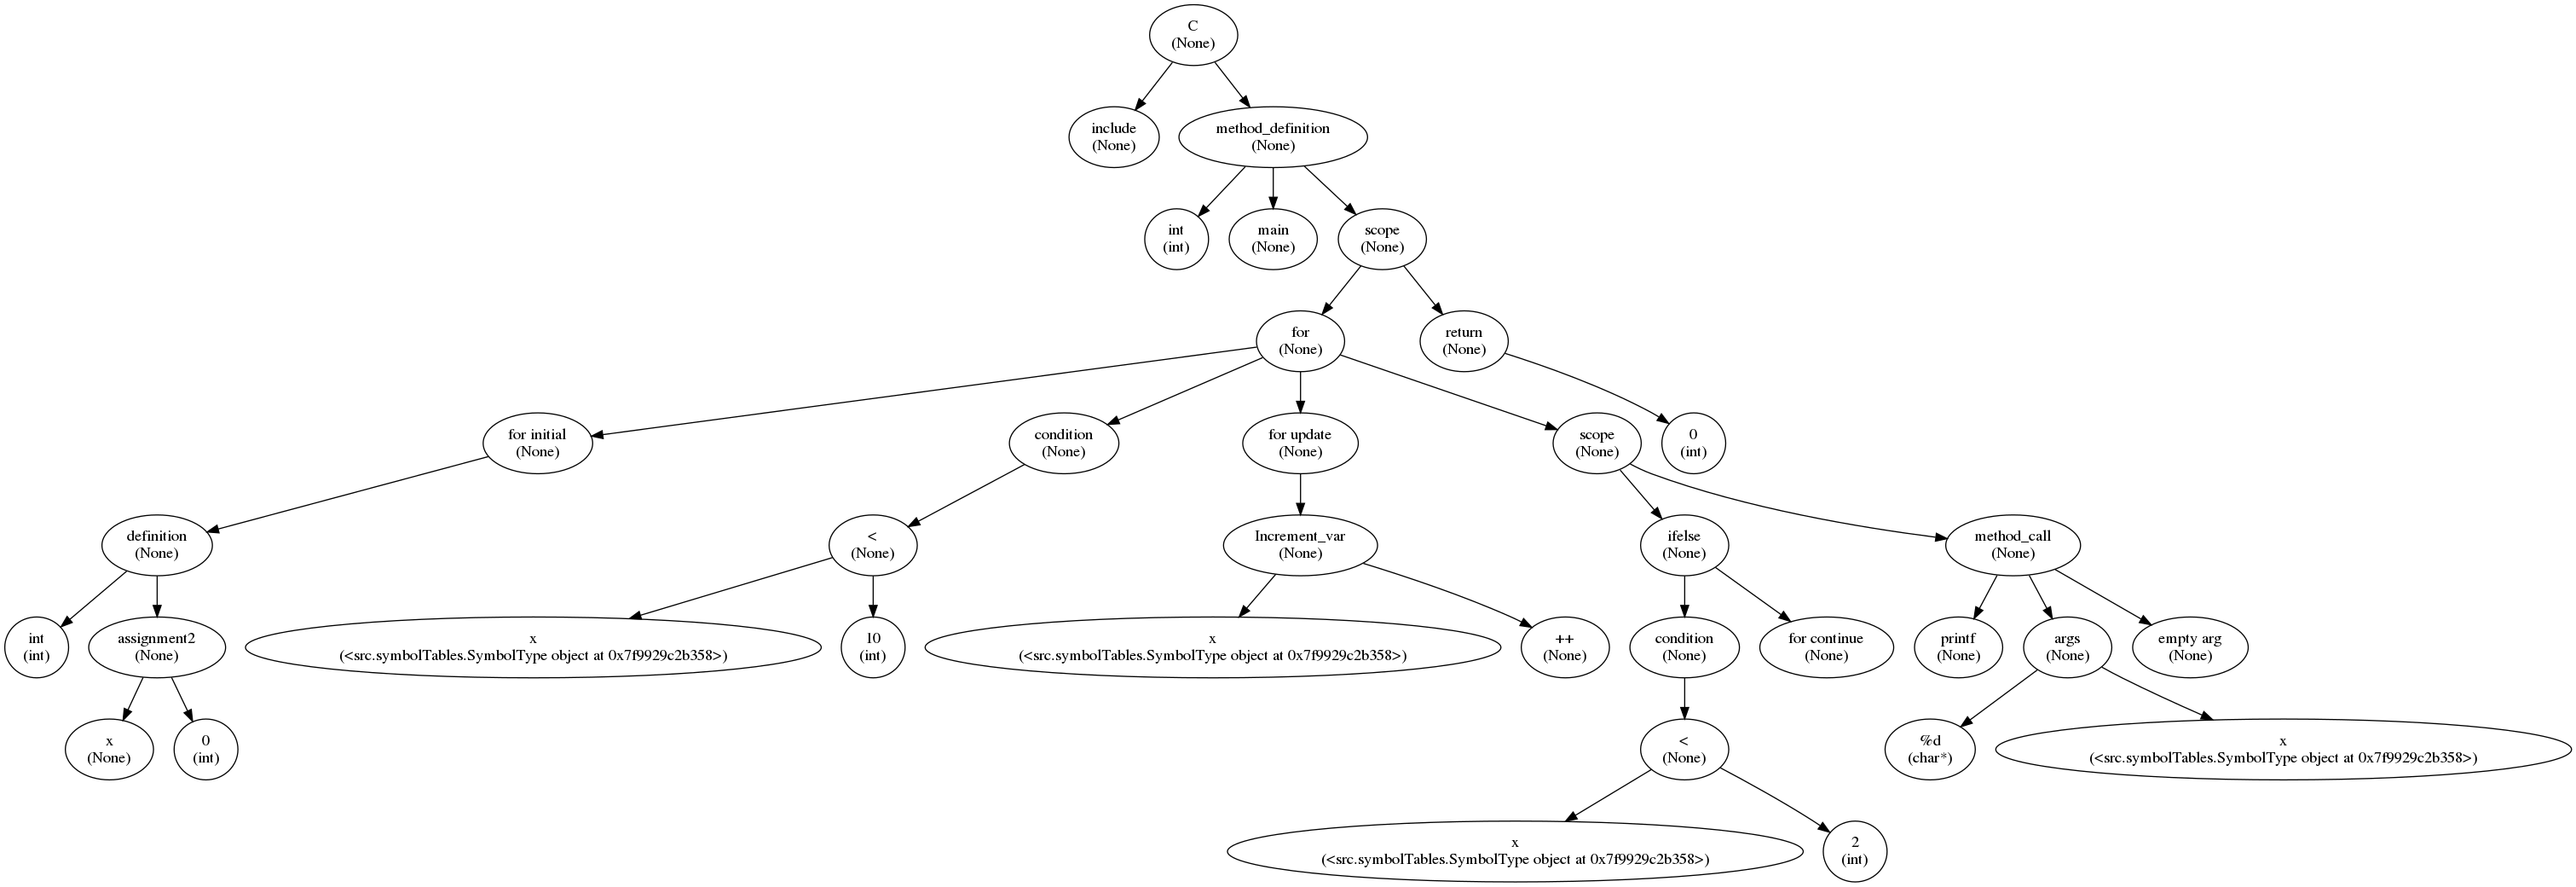 C
(None)
include
(None)
method_definition
(None)
int
(int)
main
(None)
scope
(None)
for
(None)
return
(None)
for initial
(None)
condition
(None)
for update
(None)
scope
(None)
0
(int)
definition
(None)
<
(None)
Increment_var
(None)
ifelse
(None)
method_call
(None)
int
(int)
assignment2
(None)
x
(<src.symbolTables.SymbolType object at 0x7f9929c2b358>)
10
(int)
x
(<src.symbolTables.SymbolType object at 0x7f9929c2b358>)
++
(None)
condition
(None)
for continue
(None)
printf
(None)
args
(None)
empty arg
(None)
x
(None)
0
(int)
<
(None)
%d
(char*)
x
(<src.symbolTables.SymbolType object at 0x7f9929c2b358>)
x
(<src.symbolTables.SymbolType object at 0x7f9929c2b358>)
2
(int)